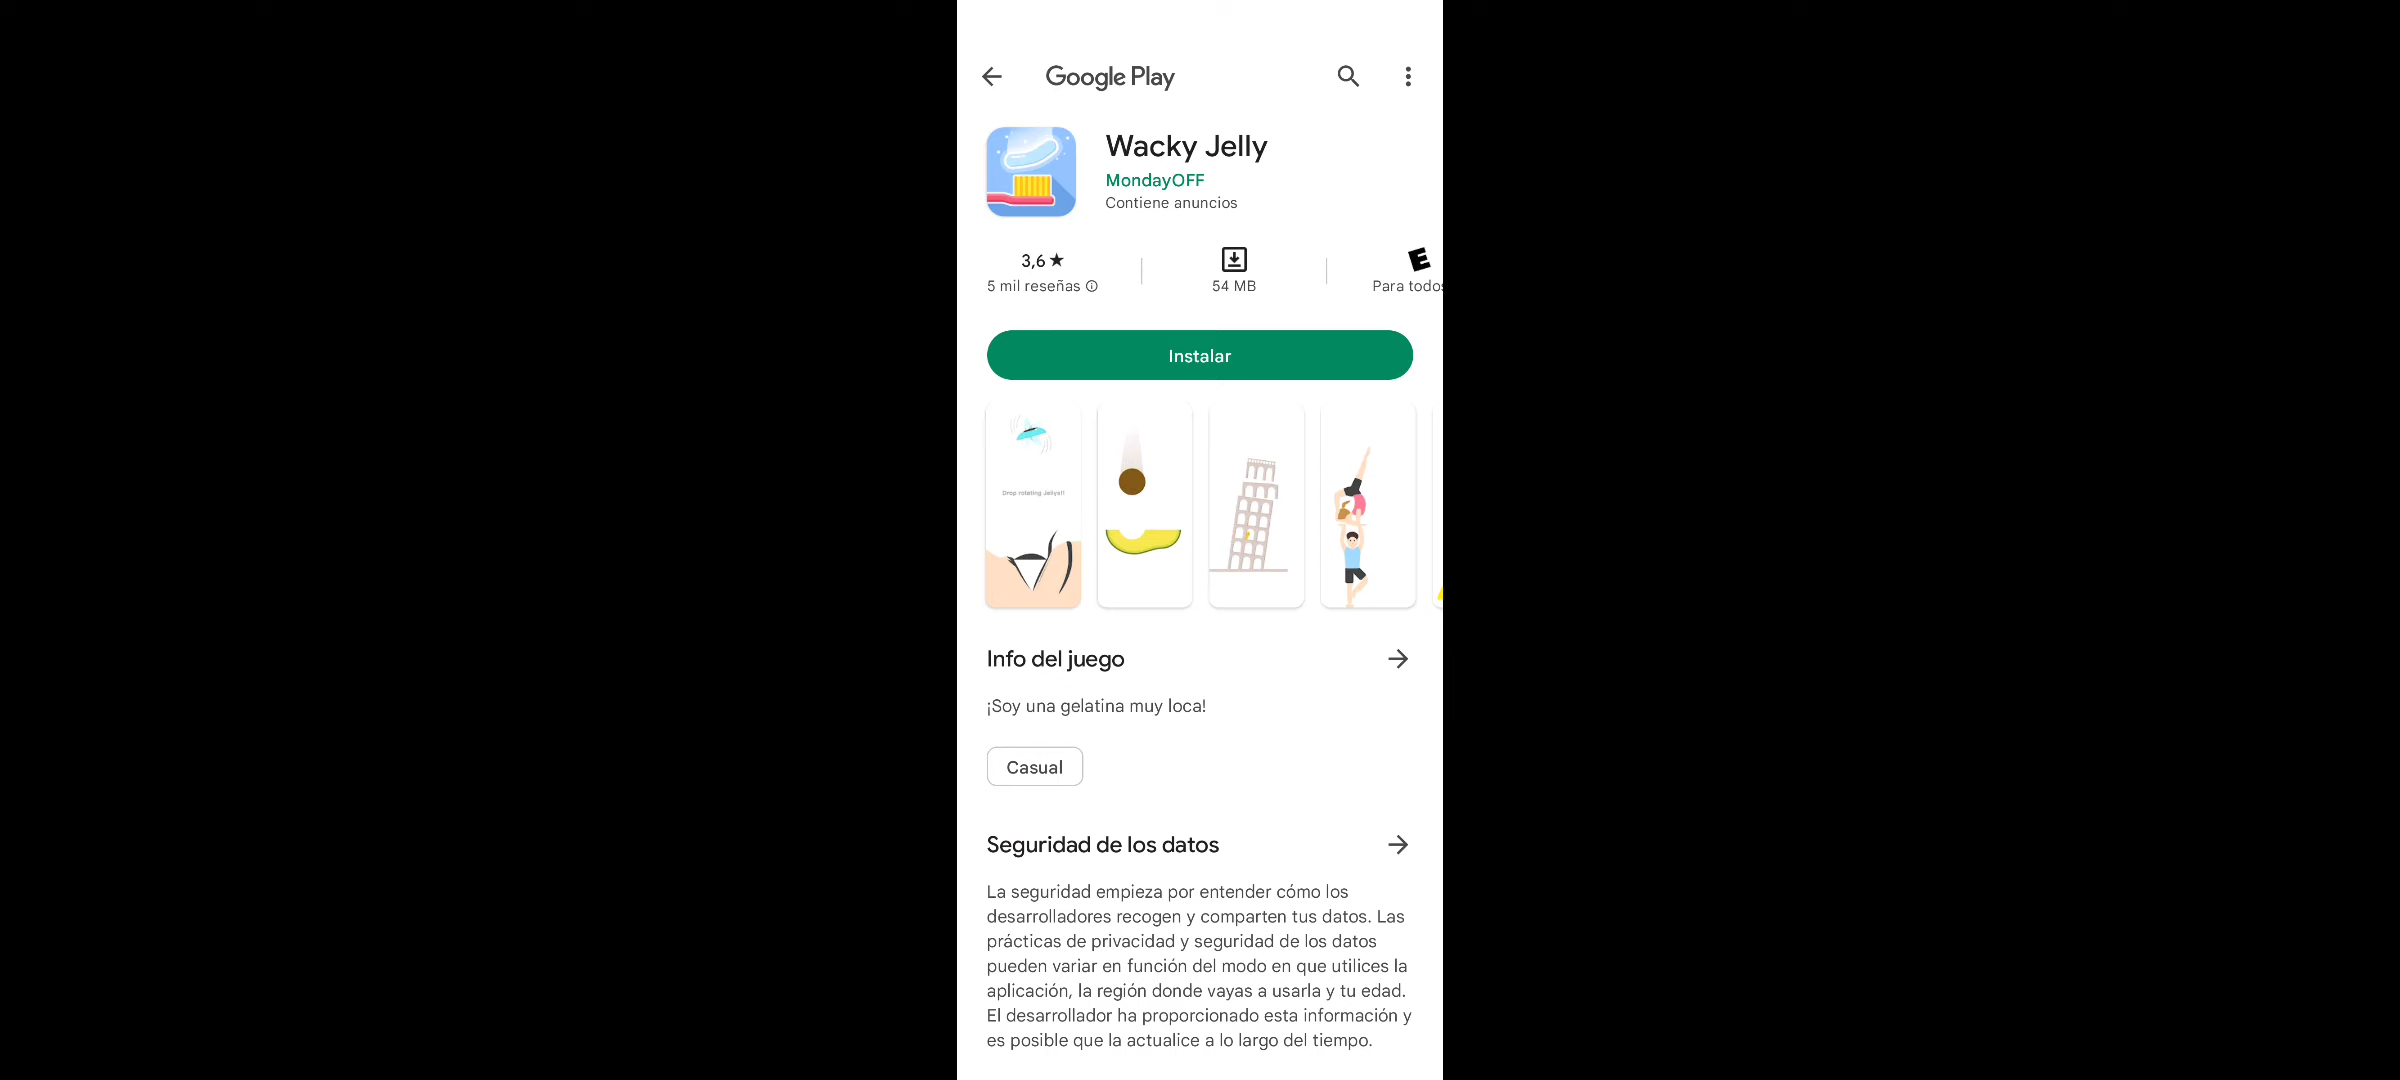 Google Play
Wacky Jelly
MondayOFF
Contiene anuncios
3,6 ★
5 mil reseñas
54 MB
E
Para todos
Instalar
Drop rotating Jellys!!
Info del juego
¡Soy una gelatina muy loca!
Casual
Seguridad de los datos
La seguridad empieza por entender cómo los
desarrolladores recogen y comparten tus datos. Las
prácticas de privacidad y seguridad de los datos
pueden variar en función del modo en que utilices la
aplicación, la región donde vayas a usarla y tu edad.
El desarrollador ha proporcionado esta información y
es posible que la actualice a lo largo del tiempo.